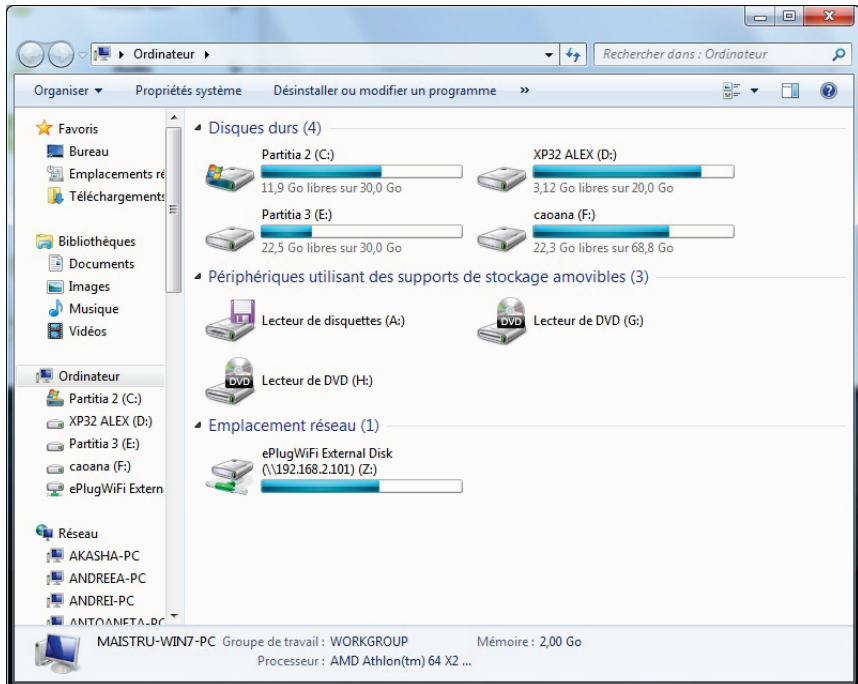 Ordinateur
Rechercher dans : Ordinateur
Organiser
Propriétés système
Désinstaller ou modifier un programme
»
Favoris
Bureau
Emplacements ré
Téléchargements
Bibliothèques
Documents
Images
Musique
Vidéos
Ordinateur
Partitia 2 (C:)
XP32 ALEX (D:)
Partitia 3 (E:)
caoana (F:)
ePlugWiFi Extern
Réseau
AKASHA-PC
ANDREEA-PC
ANDREI-PC
ANTOANETA-PC
Disques durs (4)
Partitia 2 (C:)
11,9 Go libres sur 30,0 Go
XP32 ALEX (D:)
3,12 Go libres sur 20,0 Go
Partitia 3 (E:)
22,5 Go libres sur 30,0 Go
caoana (F:)
22,3 Go libres sur 68,8 Go
Périphériques utilisant des supports de stockage amovibles (3)
Lecteur de disquettes (A:)
DVD
Lecteur de DVD (G:)
DVD
Lecteur de DVD (H:)
Emplacement réseau (1)
ePlugWiFi External Disk
(\\192.168.2.101) (Z:)
MAISTRU-WIN7-PC Groupe de travail : WORKGROUP Mémoire : 2,00 Go
Processeur : AMD Athlon(tm) 64 X2 ...